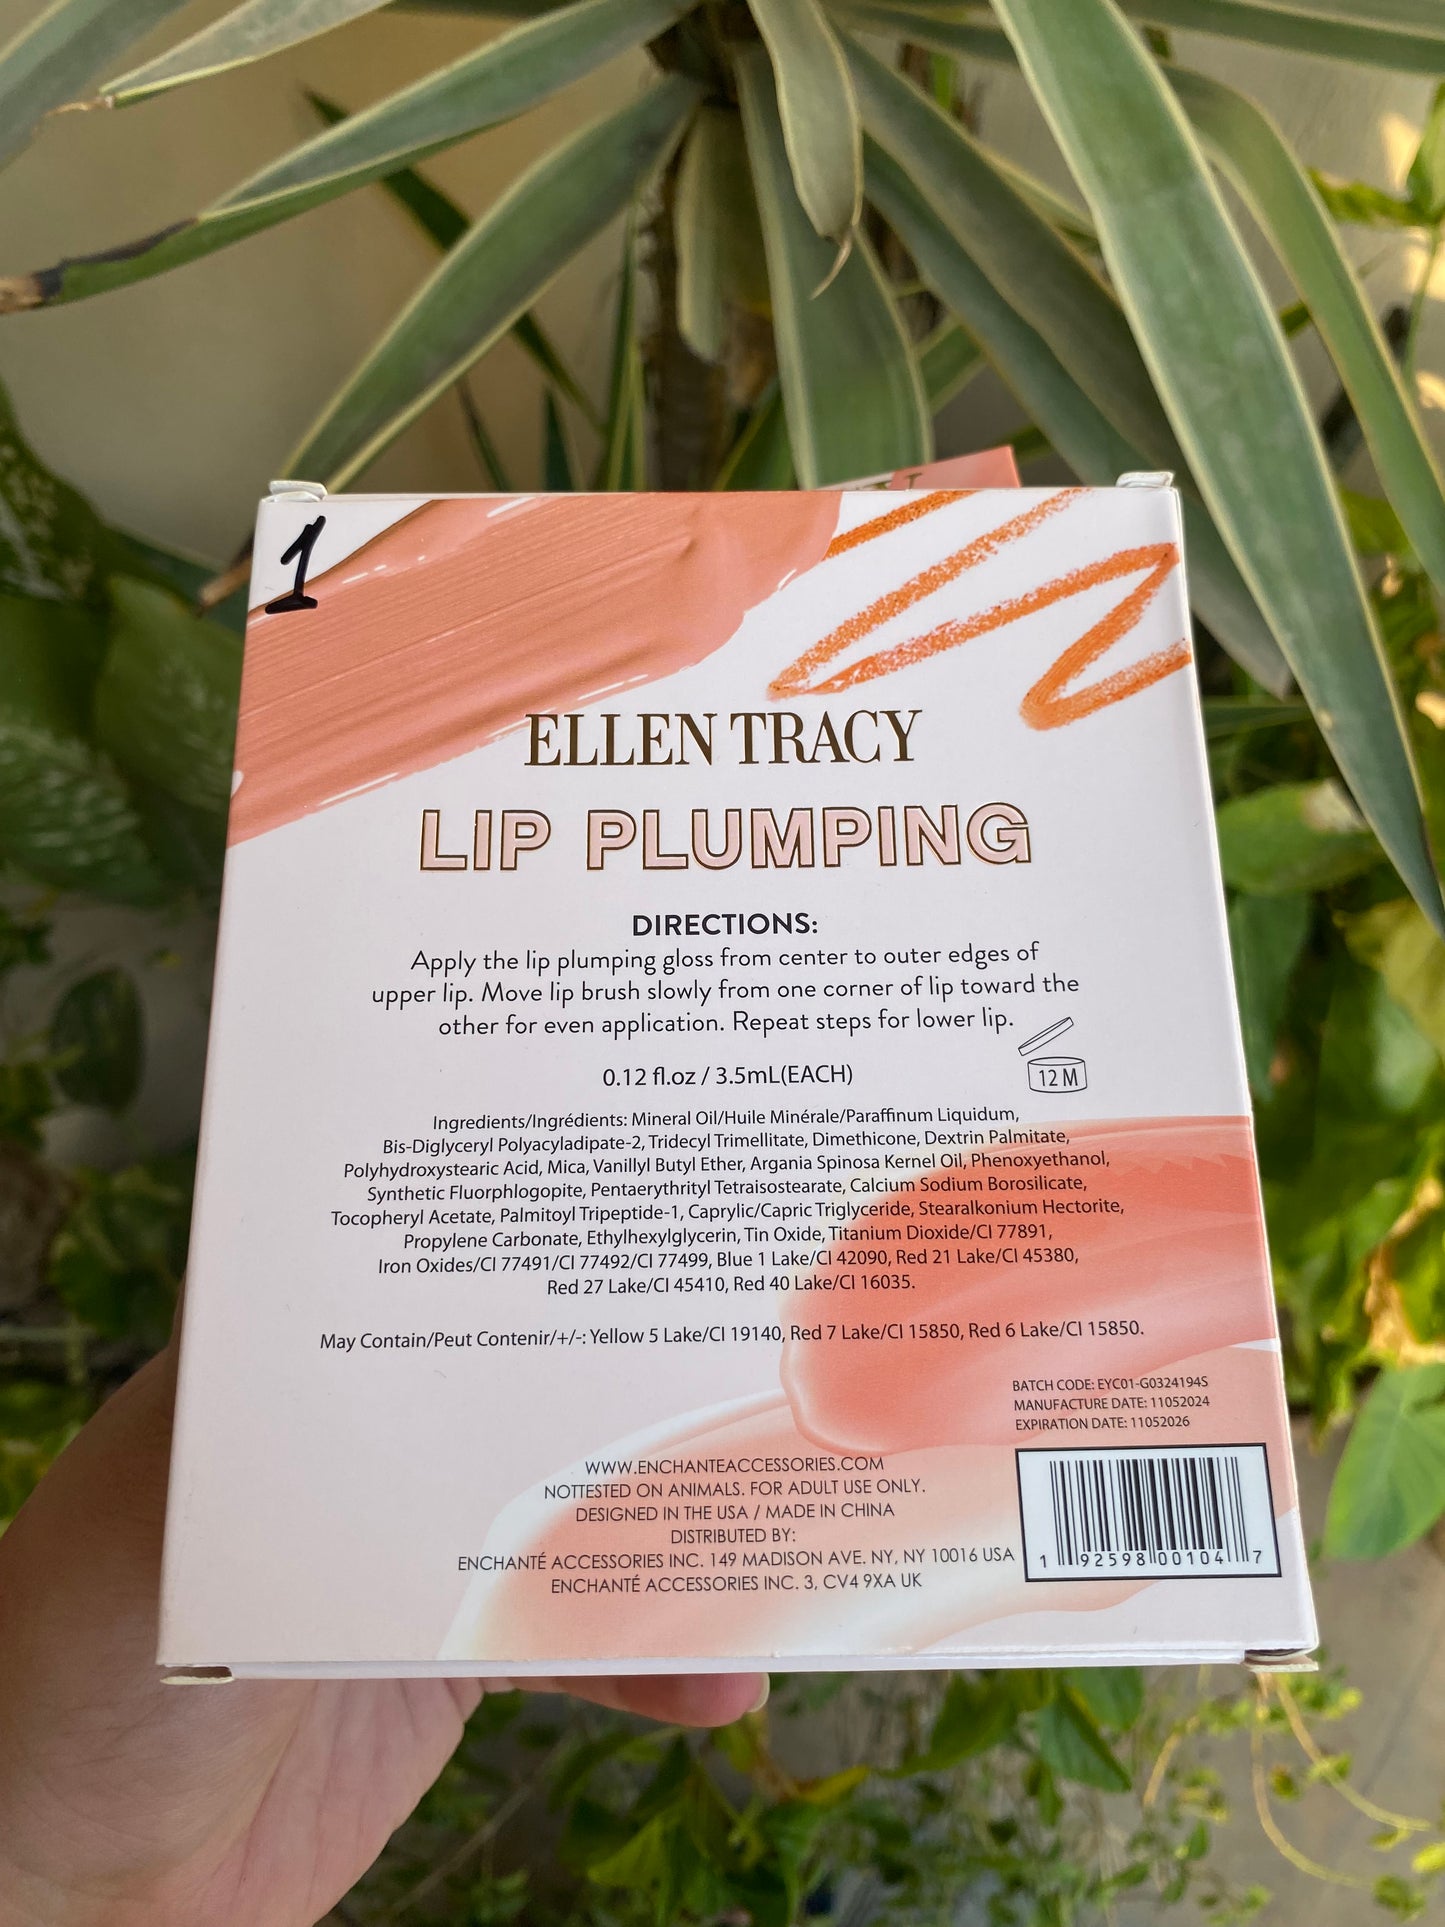 1
ELLEN TRACY
LIP PLUMPING
DIRECTIONS:
Apply the lip plumping gloss from center to outer edges of
upper lip. Move lip brush slowly from one corner of lip toward the
other for even application. Repeat steps for lower lip.
12 M
0.12 fl.oz / 3.5mL(EACH)
Ingredients/Ingrédients: Mineral Oil/Huile Minérale/Paraffinum Liquidum,
Bis-Diglyceryl Polyacyladipate-2, Tridecyl Trimellitate, Dimethicone, Dextrin Palmitate,
Polyhydroxystearic Acid, Mica, Vanillyl Butyl Ether, Argania Spinosa Kernel Oil, Phenoxyethanol,
Synthetic Fluorphlogopite, Pentaerythrityl Tetraisostearate, Calcium Sodium Borosilicate,
Tocopheryl Acetate, Palmitoyl Tripeptide-1, Caprylic/Capric Triglyceride, Stearalkonium Hectorite,
Propylene Carbonate, Ethylhexylglycerin, Tin Oxide, Titanium Dioxide/CI 77891,
Iron Oxides/CI 77491/CI 77492/CI 77499, Blue 1 Lake/CI 42090, Red 21 Lake/CI 45380,
Red 27 Lake/CI 45410, Red 40 Lake/CI 16035.
May Contain/Peut Contenir/+/-: Yellow 5 Lake/CI 19140, Red 7 Lake/CI 15850, Red 6 Lake/CI 15850.
BATCH CODE: EYC01-G0324194S
MANUFACTURE DATE: 11052024
EXPIRATION DATE: 11052026
WWW.ENCHANTEACCESSORIES.COM
NOTTESTED ON ANIMALS. FOR ADULT USE ONLY.
DESIGNED IN THE USA / MADE IN CHINA
DISTRIBUTED BY:
ENCHANTÉ ACCESSORIES INC. 149 MADISON AVE. NY, NY 10016 USA
ENCHANTÉ ACCESSORIES INC. 3, CV4 9XA UK
1 92598 00104 7